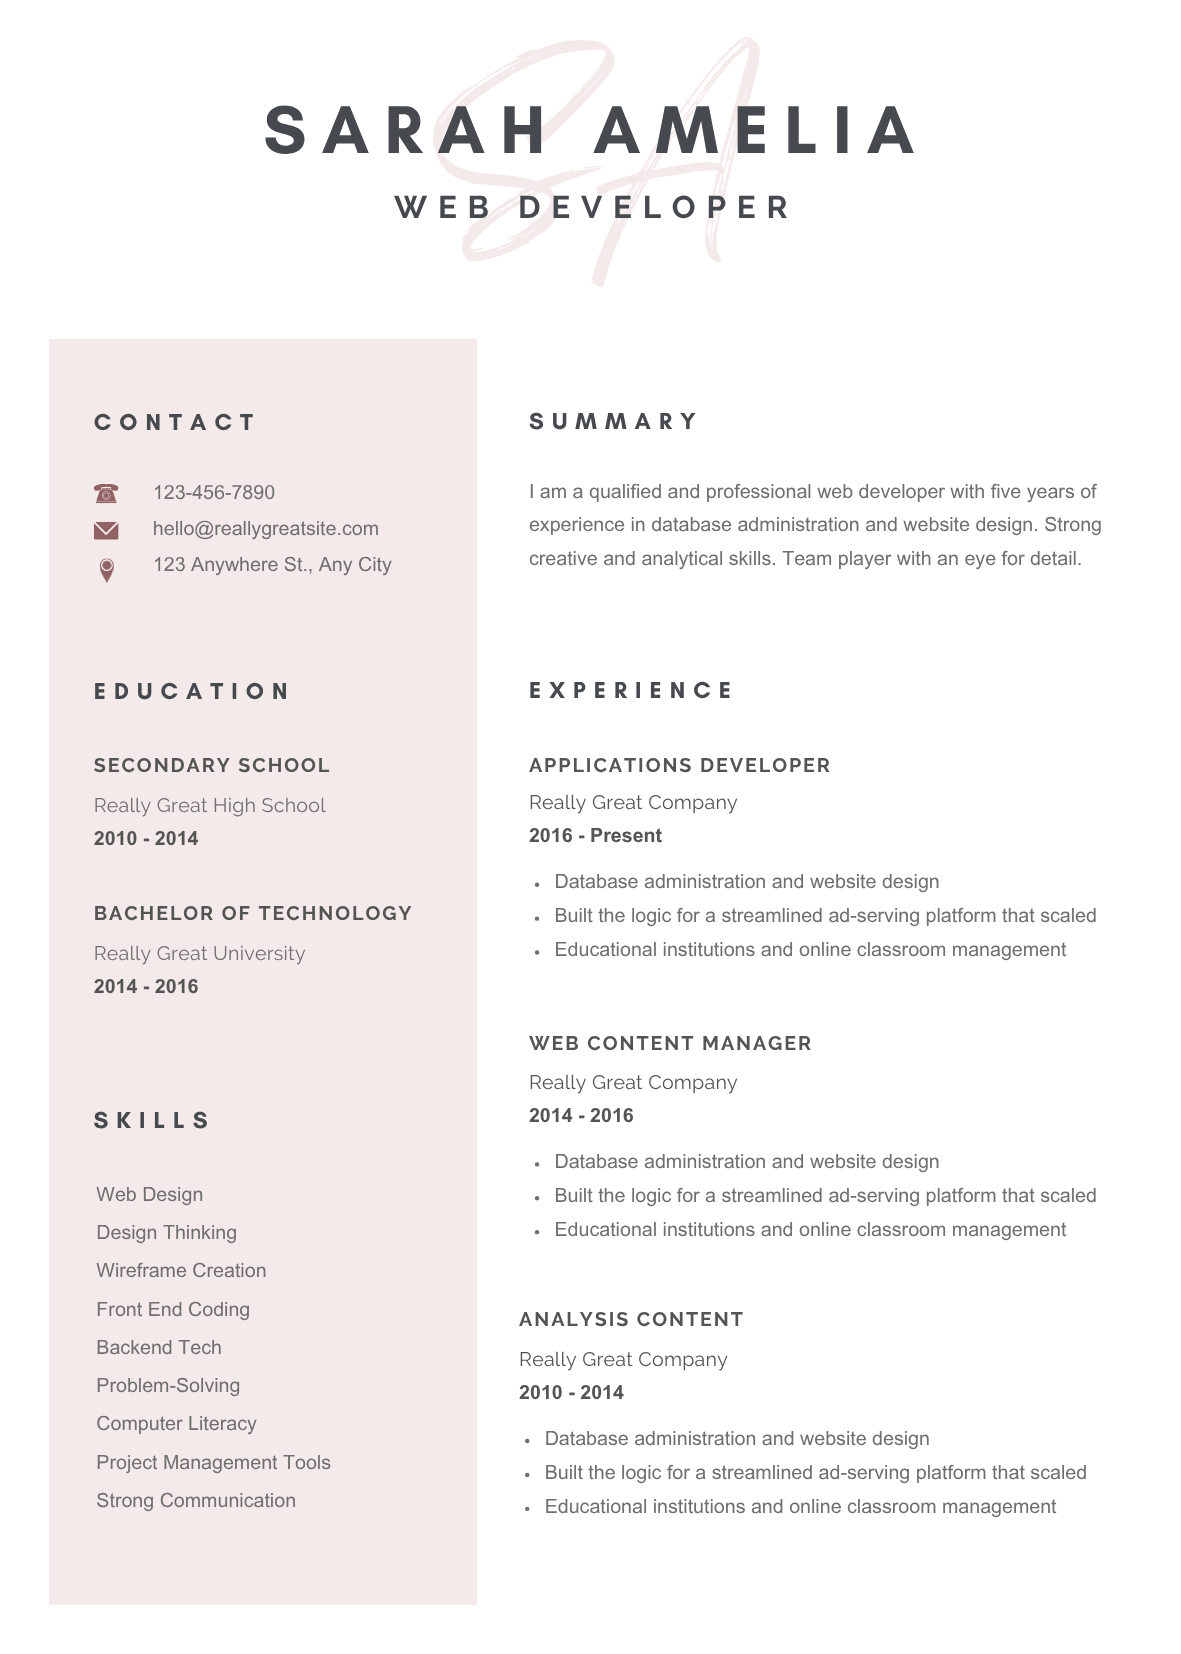 SA
SARAH AMELIA
WEB DEVELOPER
CONTACT
123-456-7890
hello@reallygreatsite.com
123 Anywhere St., Any City
EDUCATION
SECONDARY SCHOOL
Really Great High School
2010 - 2014
BACHELOR OF TECHNOLOGY
Really Great University
2014 - 2016
SKILLS
Web Design
Design Thinking
Wireframe Creation
Front End Coding
Backend Tech
Problem-Solving
Computer Literacy
Project Management Tools
Strong Communication
SUMMARY
I am a qualified and professional web developer with five years of
experience in database administration and website design. Strong
creative and analytical skills. Team player with an eye for detail.
EXPERIENCE
APPLICATIONS DEVELOPER
Really Great Company
2016 - Present
• Database administration and website design
• Built the logic for a streamlined ad-serving platform that scaled
• Educational institutions and online classroom management
WEB CONTENT MANAGER
Really Great Company
2014 - 2016
• Database administration and website design
• Built the logic for a streamlined ad-serving platform that scaled
• Educational institutions and online classroom management
ANALYSIS CONTENT
Really Great Company
2010 - 2014
• Database administration and website design
• Built the logic for a streamlined ad-serving platform that scaled
• Educational institutions and online classroom management